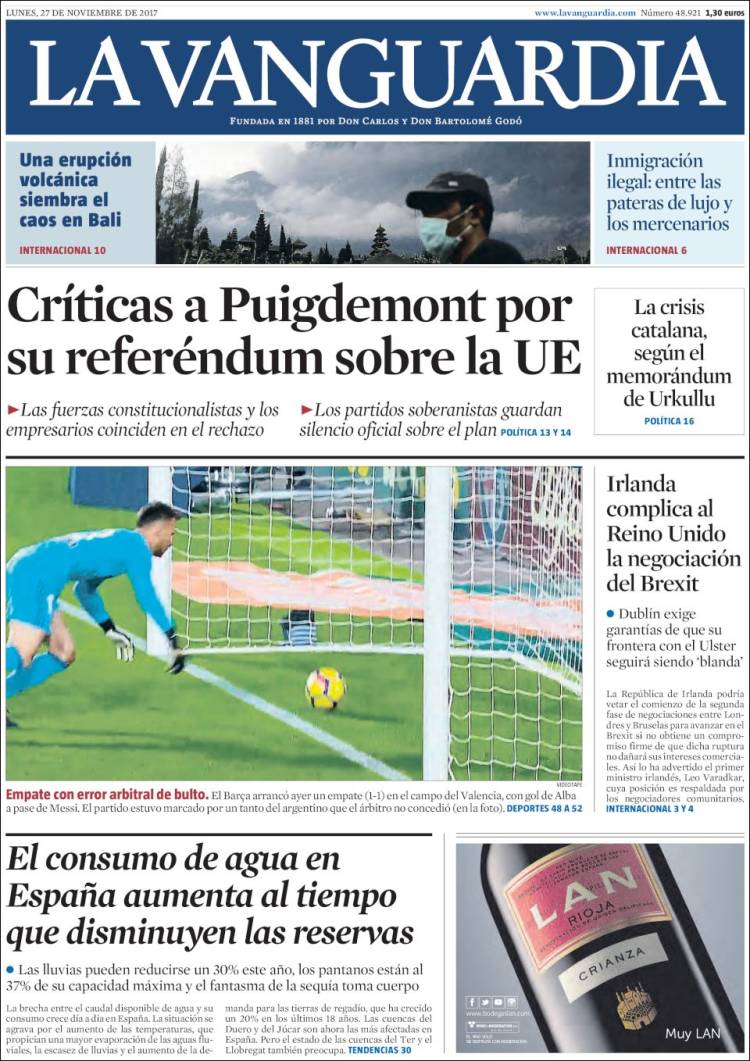 LUNES, 27 DE NOVIEMBRE DE 2017
www.lavanguardia.com Número 48.921 1,30 euros
LA VANGUARDIA
FUNDADA EN 1881 POR DON CARLOS Y DON BARTOLOMÉ GODÓ
Una erupción
volcánica
siembra el
caos en Bali
INTERNACIONAL 10
Inmigración
ilegal: entre las
pateras de lujo y
los mercenarios
INTERNACIONAL 6
Críticas a Puigdemont por
su referéndum sobre la UE
►Las fuerzas constitucionalistas y los
empresarios coinciden en el rechazo
►Los partidos soberanistas guardan
silencio oficial sobre el plan POLÍTICA 13 Y 14
La crisis
catalana,
según el
memorándum
de Urkullu
POLÍTICA 16
VIDEOTAPE
Empate con error arbitral de bulto. El Barça arrancó ayer un empate (1-1) en el campo del Valencia, con gol de Alba
a pase de Messi. El partido estuvo marcado por un tanto del argentino que el árbitro no concedió (en la foto). DEPORTES 48 A 52
Irlanda
complica al
Reino Unido
la negociación
del Brexit
● Dublín exige
garantías de que su
frontera con el Ulster
seguirá siendo ‘blanda’
La República de Irlanda podría
vetar el comienzo de la segunda
fase de negociaciones entre Lon-
dres y Bruselas para avanzar en el
Brexit si no obtiene un compro-
miso firme de que dicha ruptura
no dañará sus intereses comercia-
les. Así lo ha advertido el primer
ministro irlandés, Leo Varadkar,
cuya posición es respaldada por
los negociadores comunitarios.
INTERNACIONAL 3 Y 4
El consumo de agua en
España aumenta al tiempo
que disminuyen las reservas
● Las lluvias pueden reducirse un 30% este año, los pantanos están al
37% de su capacidad máxima y el fantasma de la sequía toma cuerpo
La brecha entre el caudal disponible de agua y su
consumo crece día a día en España. La situación se
agrava por el aumento de las temperaturas, que
propician una mayor evaporación de las aguas flu-
viales, la escasez de lluvias y el aumento de la de-
manda para las tierras de regadío, que ha crecido
un 20% en los últimos 18 años. Las cuencas del
Duero y del Júcar son ahora las más afectadas en
España. Pero el estado de las cuencas del Ter y el
Llobregat también preocupa. TENDENCIAS 30
LAN
RIOJA
DENOMINACIÓN DE ORIGEN CALIFICADA
CRIANZA
www.bodegaslan.com
Muy LAN